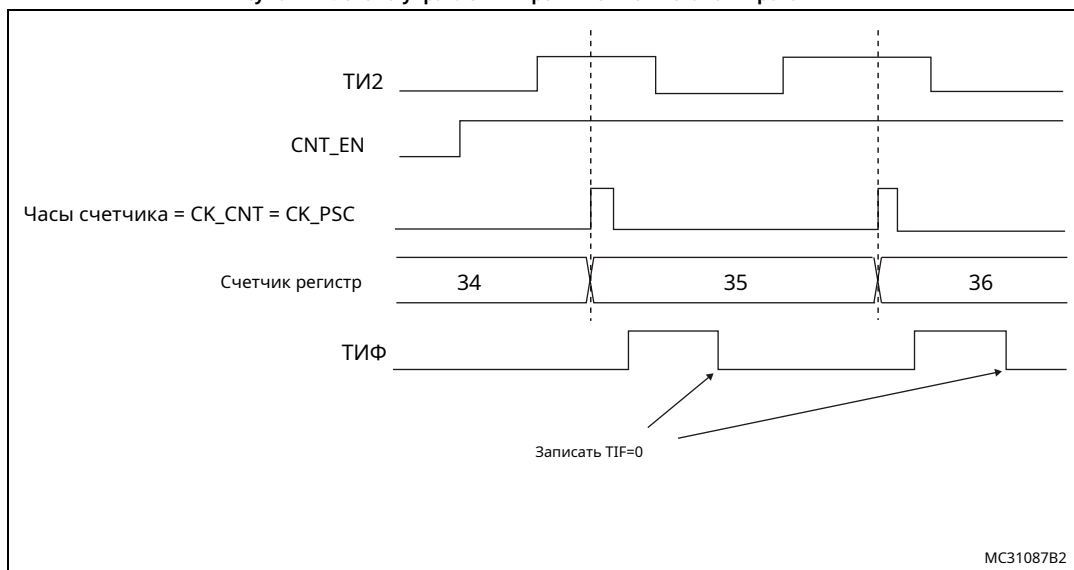 ТИ2
CNT_EN
Часы счетчика = CK_CNT = CK_PSC
Счетчик регистр
34
35
36
ТИФ
Записать TIF=0
MC31087B2